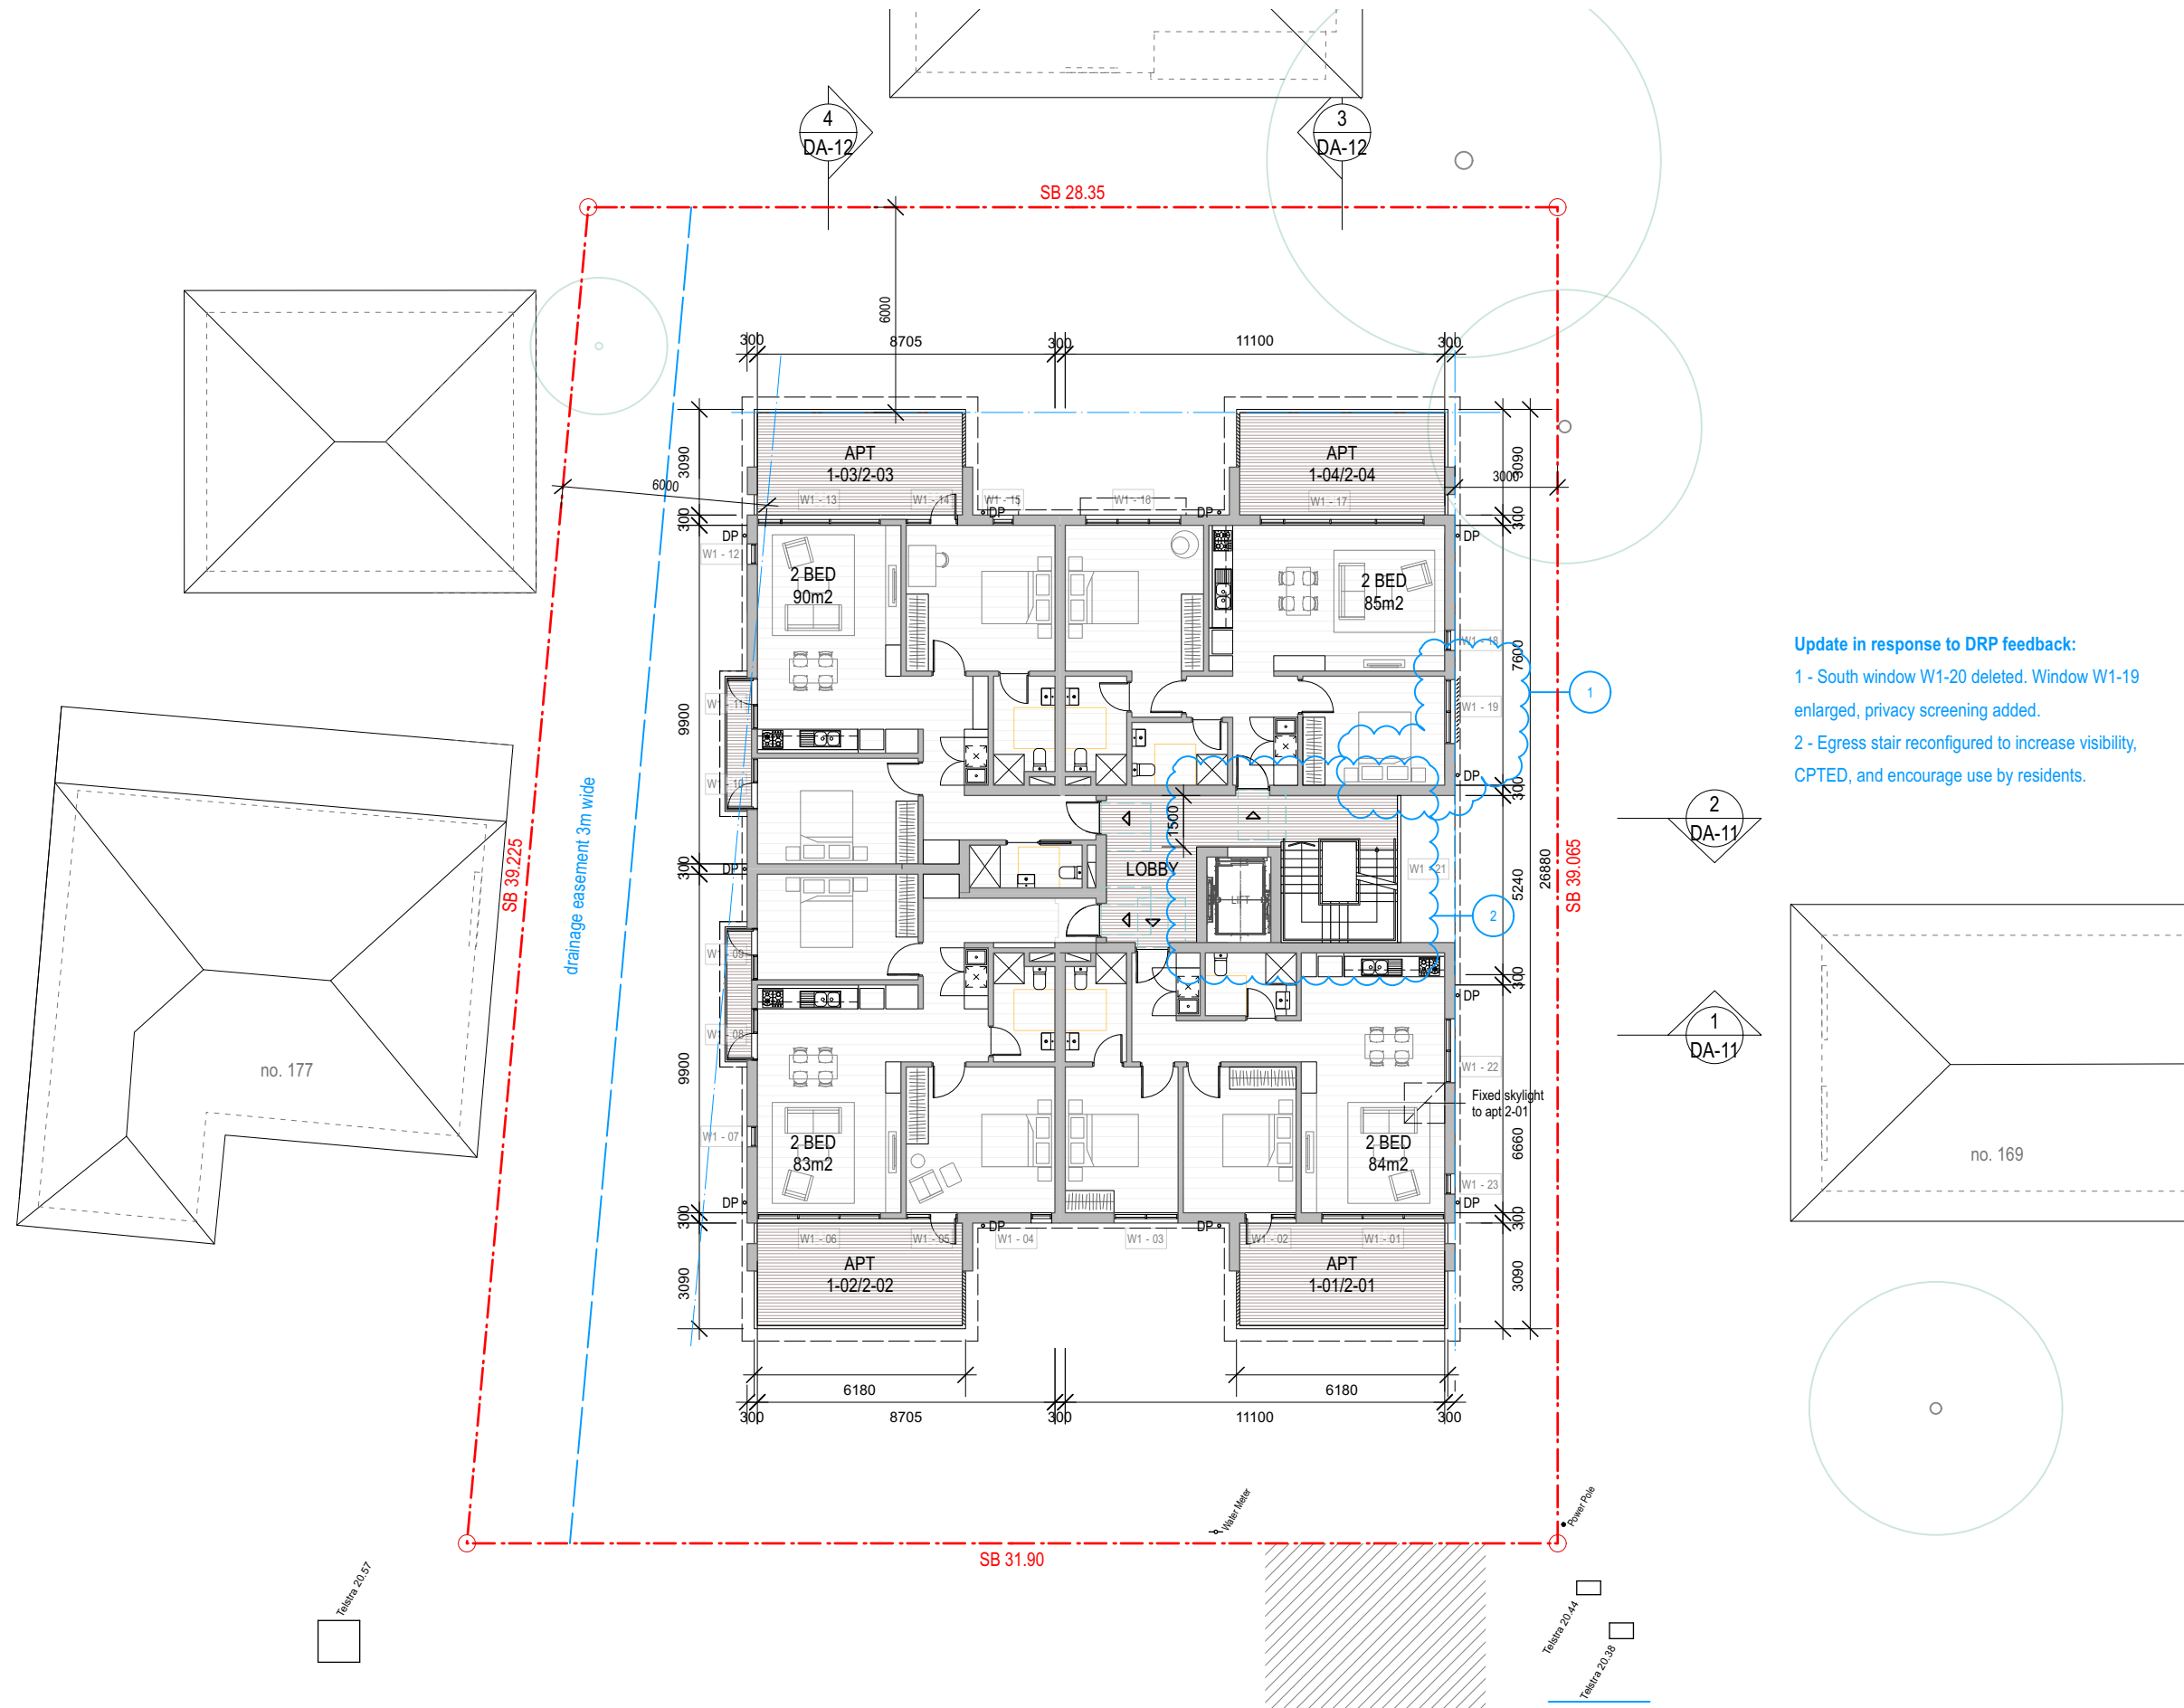 4
DA-12
3
DA-12
SB 28.35
6000
300
8705
300
11100
300
3090
APT
1-03/2-03
APT
1-04/2-04
3090
6000
3000
W1 - 13
W1 - 14
W1 - 15
W1 - 16
W1 - 17
DP
DP
300
300
DP
DP
W1 - 12
2 BED
90m2
2 BED
85m2
W1 - 18
7600
Update in response to DRP feedback:
1 - South window W1-20 deleted. Window W1-19
enlarged, privacy screening added.
2 - Egress stair reconfigured to increase visibility,
CPTED, and encourage use by residents.
1
W1 - 11
W1 - 19
9900
W1 - 10
DP
300
1500
2
DA-11
drainage easement 3m wide
SB 39.225
300
DP
LOBBY
LIFT
W1 - 21
5240
26880
SB 39.065
2
W1 - 09
300
DP
W1 - 08
1
DA-11
no. 177
9900
W1 - 22
Fixed skylight
to apt 2-01
W1 - 07
2 BED
83m2
2 BED
84m2
6660
no. 169
W1 - 23
DP
DP
300
300
DP
DP
W1 - 06
W1 - 05
W1 - 04
W1 - 03
W1 - 02
W1 - 01
3090
APT
1-02/2-02
APT
1-01/2-01
3090
6180
6180
300
8705
300
11100
300
Water Meter
Power Pole
SB 31.90
Telstra 20.57
Telstra 20.44
Telstra 20.38